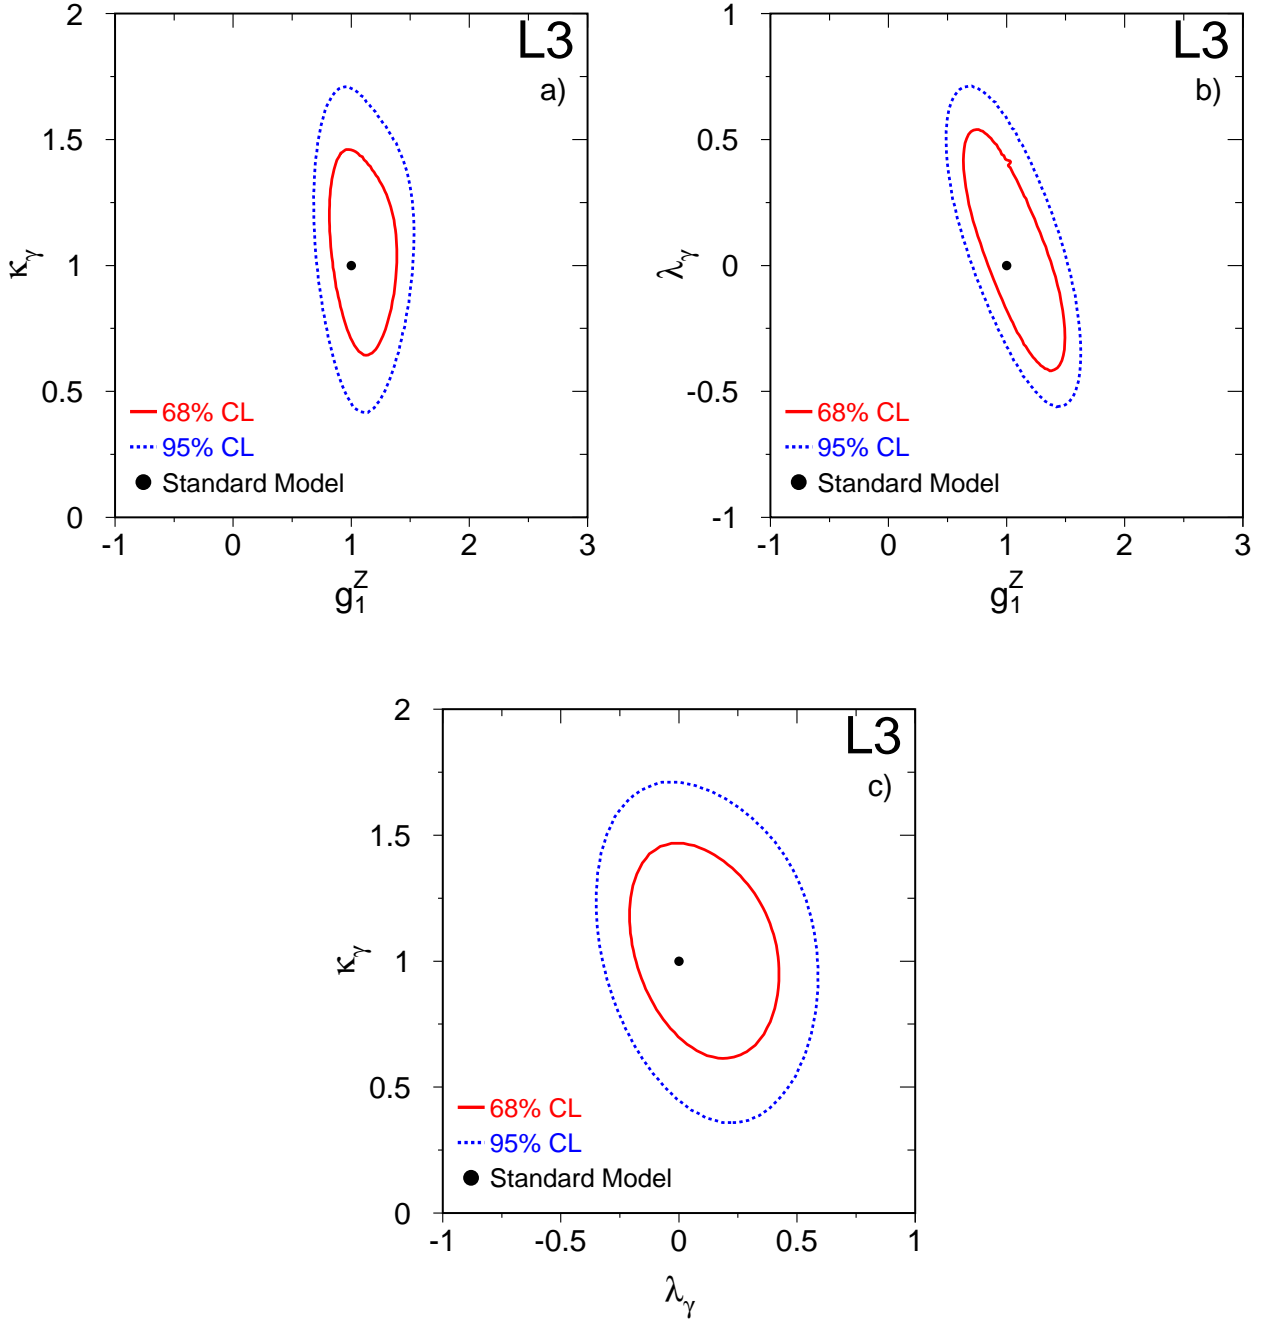 L3
a)
2
1.5
1
0.5
0
κγ
68% CL
95% CL
Standard Model
-1 0 1 2 3
g₁ᶻ
L3
b)
1
0.5
0
-0.5
-1
λγ
68% CL
95% CL
Standard Model
-1 0 1 2 3
g₁ᶻ
L3
c)
2
1.5
1
0.5
0
κγ
68% CL
95% CL
Standard Model
-1 -0.5 0 0.5 1
λγ